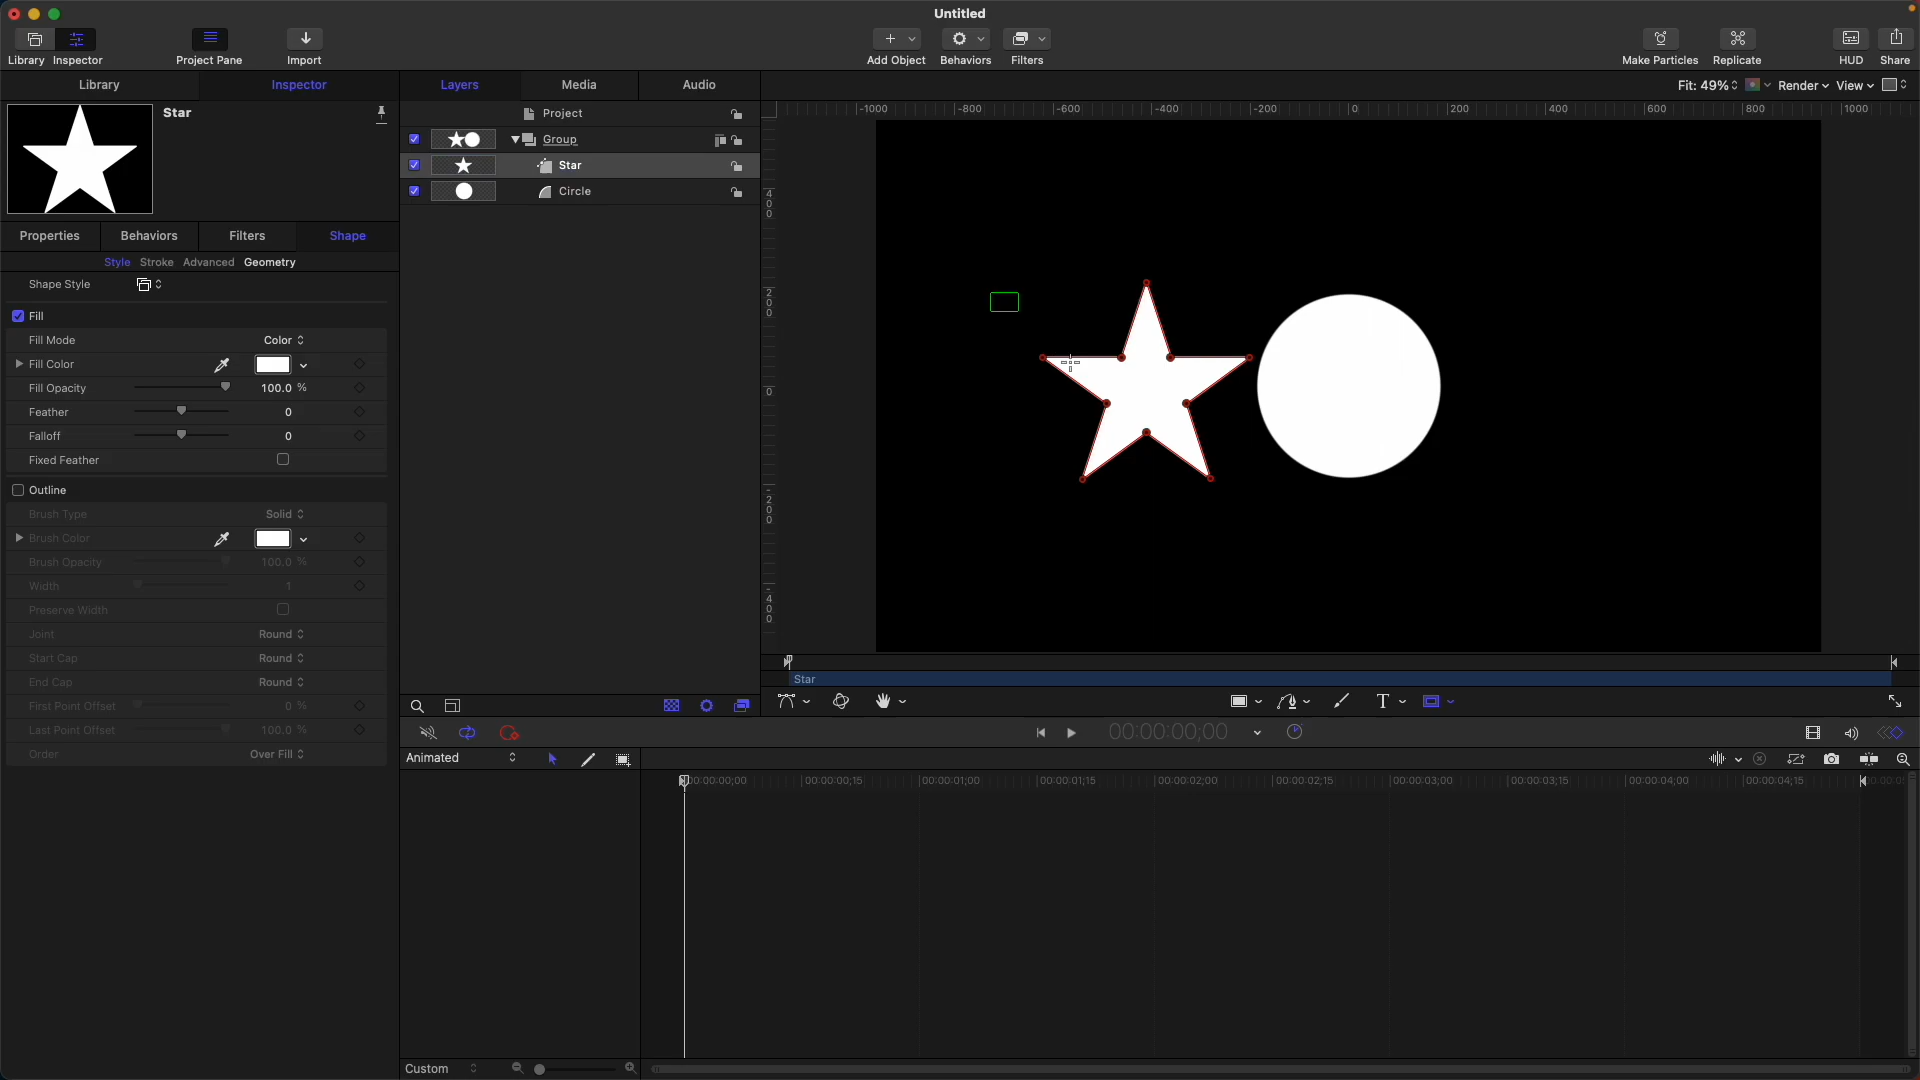 Untitled
Library Inspector Project Pane Import Add Object Behaviors Filters Make Particles Replicate HUD Share
Library Inspector Layers Media Audio Fit: 49% Render View
Star
Properties Behaviors Filters Shape
Style Stroke Advanced Geometry
Shape Style
Fill
Fill Mode Color
Fill Color
Fill Opacity 100.0 %
Feather 0
Falloff 0
Fixed Feather
Outline
Brush Type Solid
Brush Color
Brush Opacity 100.0 %
Width 1
Preserve Width
Joint Round
Start Cap Round
End Cap Round
First Point Offset 0 %
Last Point Offset 100.0 %
Order Over Fill
Project
Group
Star
Circle
-1000 -800 -600 -400 -200 0 200 400 600 800 1000
400
200
0
-200
-400
Star
T
00:00:00;00
Animated
00:00:00;00 00:00:00;15 00:00:01;00 00:00:01;15 00:00:02;00 00:00:02;15 00:00:03;00 00:00:03;15 00:00:04;00 00:00:04;15
Custom